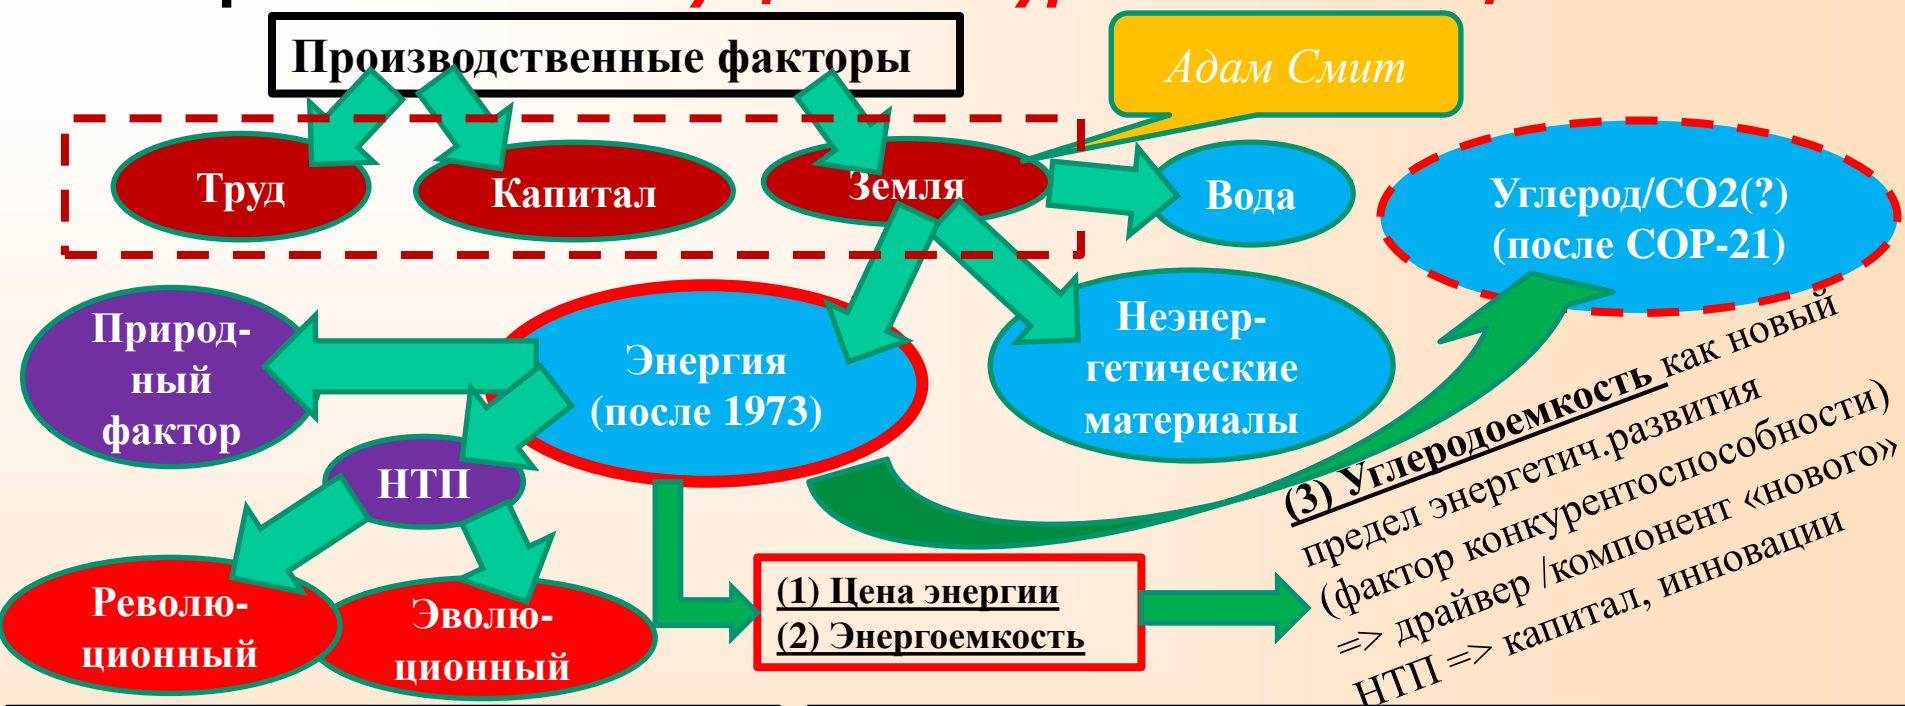 Производственные факторы
Адам Смит
Труд
Капитал
Земля
Вода
Углерод/СО2(?)
(после СОР-21)
Природ-
ный
фактор
Энергия
(после 1973)
Неэнер-
гетические
материалы
НТП
Револю-
ционный
Эволю-
ционный
(1) Цена энергии
(2) Энергоемкость
(3) Углеродоемкость как новый
предел энергетич.развития
(фактор конкурентоспособности)
=> драйвер /компонент «нового»
НТП => капитал, инновации